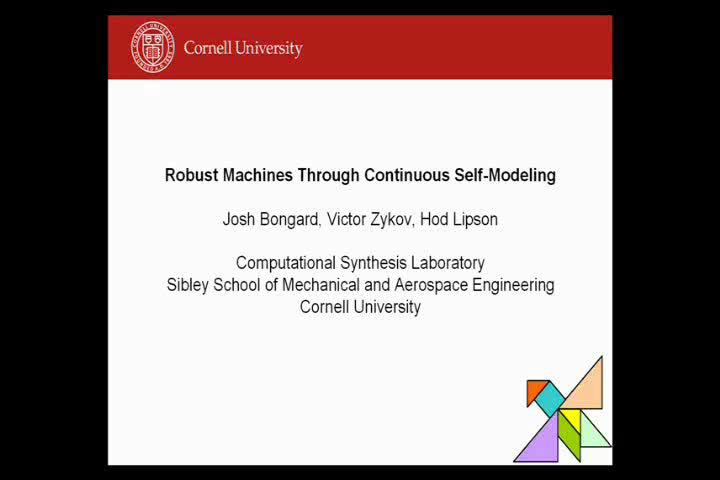 Cornell University
Robust Machines Through Continuous Self-Modeling
Josh Bongard, Victor Zykov, Hod Lipson
Computational Synthesis Laboratory
Sibley School of Mechanical and Aerospace Engineering
Cornell University